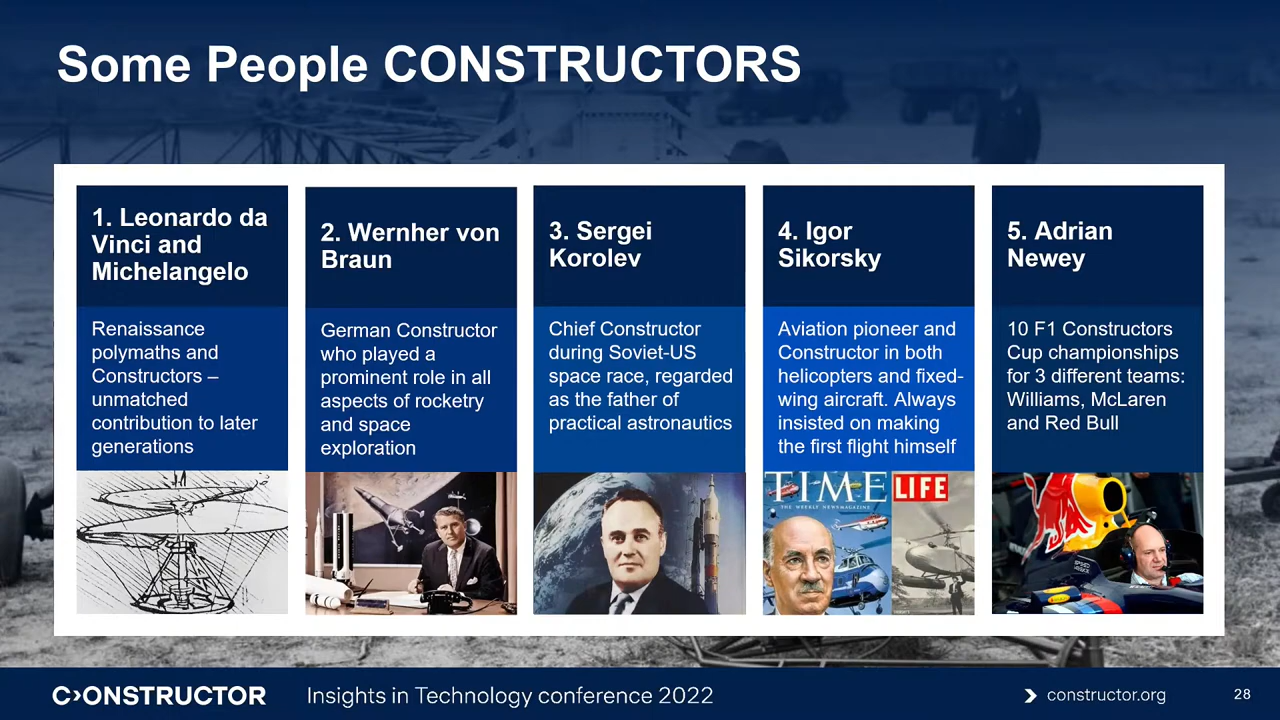 Some People CONSTRUCTORS
1. Leonardo da
Vinci and
Michelangelo
Renaissance
polymaths and
Constructors –
unmatched
contribution to later
generations
2. Wernher von
Braun
German Constructor
who played a
prominent role in all
aspects of rocketry
and space
exploration
3. Sergei
Korolev
Chief Constructor
during Soviet-US
space race, regarded
as the father of
practical astronautics
4. Igor
Sikorsky
Aviation pioneer and
Constructor in both
helicopters and fixed-
wing aircraft. Always
insisted on making
the first flight himself
TIME
THE WEEKLY NEWSMAGAZINE
LIFE
5. Adrian
Newey
10 F1 Constructors
Cup championships
for 3 different teams:
Williams, McLaren
and Red Bull
C›ONSTRUCTOR
Insights in Technology conference 2022
constructor.org
28